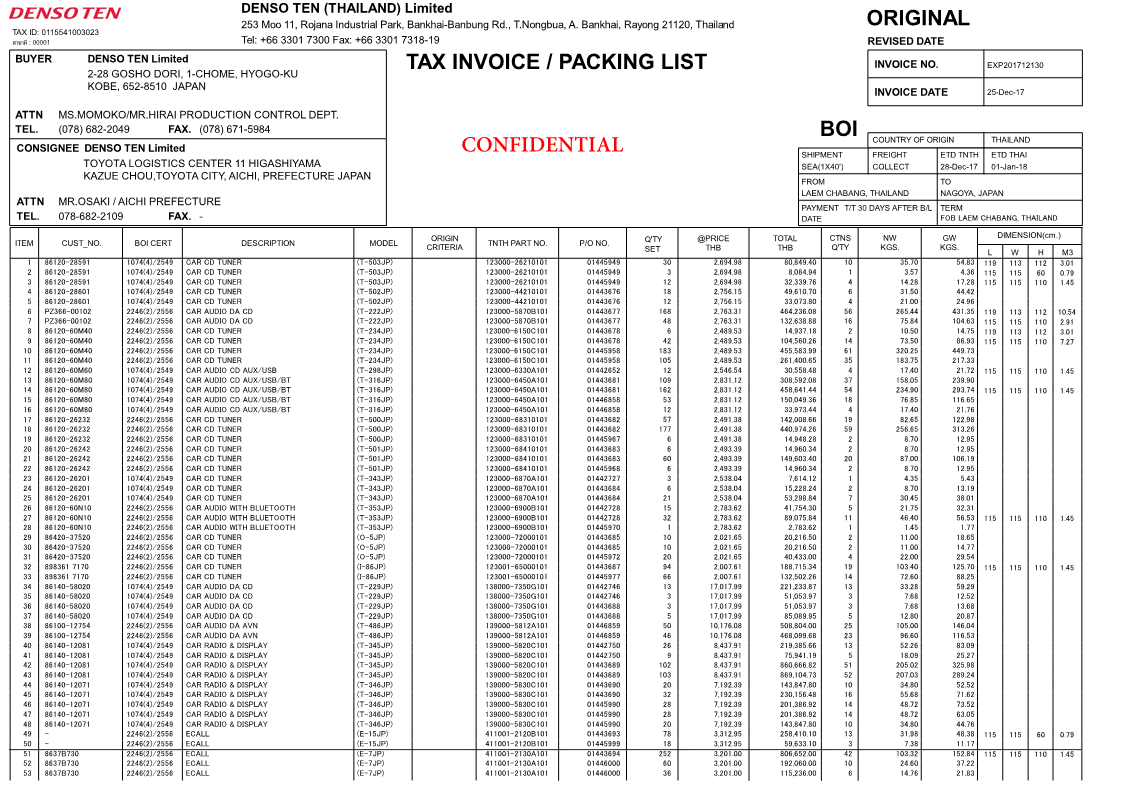 DENSO TEN
TAX ID: 0115541003023
สาขาที่ : 00001
DENSO TEN (THAILAND) Limited
253 Moo 11, Rojana Industrial Park, Bankhai-Banbung Rd., T.Nongbua, A. Bankhai, Rayong 21120, Thailand
Tel: +66 3301 7300 Fax: +66 3301 7318-19
ORIGINAL
REVISED DATE
INVOICE NO. EXP201712130
INVOICE DATE 25-Dec-17
TAX INVOICE / PACKING LIST
CONFIDENTIAL
BUYER DENSO TEN Limited
2-28 GOSHO DORI, 1-CHOME, HYOGO-KU
KOBE, 652-8510 JAPAN
ATTN MS.MOMOKO/MR.HIRAI PRODUCTION CONTROL DEPT.
TEL. (078) 682-2049 FAX. (078) 671-5984
CONSIGNEE DENSO TEN Limited
TOYOTA LOGISTICS CENTER 11 HIGASHIYAMA
KAZUE CHOU,TOYOTA CITY, AICHI, PREFECTURE JAPAN
ATTN MR.OSAKI / AICHI PREFECTURE
TEL. 078-682-2109 FAX. -
BOI
COUNTRY OF ORIGIN THAILAND
SHIPMENT FREIGHT ETD TNTH ETD THAI
SEA(1X40') COLLECT 28-Dec-17 01-Jan-18
FROM TO
LAEM CHABANG, THAILAND NAGOYA, JAPAN
PAYMENT T/T 30 DAYS AFTER B/L TERM
DATE FOB LAEM CHABANG, THAILAND
ITEM CUST_NO. BOI CERT DESCRIPTION MODEL ORIGIN CRITERIA TNTH PART NO. P/O NO. Q'TY SET @PRICE THB TOTAL THB CTNS Q'TY NW KGS. GW KGS. DIMENSION(cm.) L W H M3
1 86120-28591 1074(4)/2549 CAR CD TUNER (T-503JP) 123000-26210101 01445949 30 2,694.98 80,849.40 10 35.70 54.83 119 113 112 3.01
2 86120-28591 1074(4)/2549 CAR CD TUNER (T-503JP) 123000-26210101 01445949 3 2,694.98 8,084.94 1 3.57 4.36 115 115 60 0.79
3 86120-28591 1074(4)/2549 CAR CD TUNER (T-503JP) 123000-26210101 01445949 12 2,694.98 32,339.76 4 14.28 17.28 115 115 110 1.45
4 86120-28601 1074(4)/2549 CAR CD TUNER (T-502JP) 123000-44210101 01443676 18 2,756.15 49,610.70 6 31.50 44.42
5 86120-28601 1074(4)/2549 CAR CD TUNER (T-502JP) 123000-44210101 01443676 12 2,756.15 33,073.80 4 21.00 24.96
6 PZ366-00102 2246(2)/2556 CAR AUDIO DA CD (T-222JP) 123000-5870B101 01443677 168 2,763.31 464,236.08 56 265.44 431.35 119 113 112 10.54
7 PZ366-00102 2246(2)/2556 CAR AUDIO DA CD (T-222JP) 123000-5870B101 01443677 48 2,763.31 132,638.88 16 75.84 104.63 115 115 110 2.91
8 86120-60M40 2246(2)/2556 CAR CD TUNER (T-234JP) 123000-6150C101 01443678 6 2,489.53 14,937.18 2 10.50 14.75 119 113 112 3.01
9 86120-60M40 2246(2)/2556 CAR CD TUNER (T-234JP) 123000-6150C101 01443678 42 2,489.53 104,560.26 14 73.50 86.93 115 115 110 7.27
10 86120-60M40 2246(2)/2556 CAR CD TUNER (T-234JP) 123000-6150C101 01445958 183 2,489.53 455,583.99 61 320.25 449.73
11 86120-60M40 2246(2)/2556 CAR CD TUNER (T-234JP) 123000-6150C101 01445958 105 2,489.53 261,400.65 35 183.75 217.33
12 86120-60M60 2246(2)/2556 CAR AUDIO CD AUX/USB (T-298JP) 123000-6330A101 01442652 12 2,546.54 30,558.48 4 17.40 21.72 115 115 110 1.45
13 86120-60M80 2246(2)/2556 CAR AUDIO CD AUX/USB/BT (T-316JP) 123000-6450A101 01443681 109 2,831.12 308,592.08 37 158.05 239.90
14 86120-60M80 2246(2)/2556 CAR AUDIO CD AUX/USB/BT (T-316JP) 123000-6450A101 01443681 162 2,831.12 458,641.44 54 234.90 293.74 115 115 110 1.45
15 86120-60M80 2246(2)/2556 CAR AUDIO CD AUX/USB/BT (T-316JP) 123000-6450A101 01446858 53 2,831.12 150,049.36 18 76.85 116.65
16 86120-60M80 2246(2)/2556 CAR AUDIO CD AUX/USB/BT (T-316JP) 123000-6450A101 01446858 12 2,831.12 33,973.44 4 17.40 21.76
17 86120-26232 2246(2)/2556 CAR CD TUNER (T-500JP) 123000-68310101 01443682 57 2,491.38 142,008.66 19 82.65 122.98
18 86120-26232 2246(2)/2556 CAR CD TUNER (T-500JP) 123000-68310101 01443682 177 2,491.38 440,974.26 59 256.65 313.26
19 86120-26232 2246(2)/2556 CAR CD TUNER (T-500JP) 123000-68310101 01445967 6 2,491.38 14,948.28 2 8.70 12.95
20 86120-26242 2246(2)/2556 CAR CD TUNER (T-501JP) 123000-68410101 01443683 6 2,493.39 14,960.34 2 8.70 12.95
21 86120-26242 2246(2)/2556 CAR CD TUNER (T-501JP) 123000-68410101 01443683 60 2,493.39 149,603.40 20 87.00 106.19
22 86120-26242 2246(2)/2556 CAR CD TUNER (T-501JP) 123000-68410101 01445968 6 2,493.39 14,960.34 2 8.70 12.95
23 86120-26201 1074(4)/2549 CAR CD TUNER (T-343JP) 123000-6870A101 01442727 3 2,538.04 7,614.12 1 4.35 5.43
24 86120-26201 1074(4)/2549 CAR CD TUNER (T-343JP) 123000-6870A101 01443684 6 2,538.04 15,228.24 2 8.70 13.19
25 86120-26201 1074(4)/2549 CAR CD TUNER (T-343JP) 123000-6870A101 01443684 21 2,538.04 53,298.84 7 30.45 38.01
26 86120-60N10 2246(2)/2556 CAR AUDIO WITH BLUETOOTH (T-353JP) 123000-6900B101 01442728 15 2,783.62 41,754.30 5 21.75 32.31
27 86120-60N10 2246(2)/2556 CAR AUDIO WITH BLUETOOTH (T-353JP) 123000-6900B101 01442728 32 2,783.62 89,075.84 11 46.40 56.53 115 115 110 1.45
28 86120-60N10 2246(2)/2556 CAR AUDIO WITH BLUETOOTH (T-353JP) 123000-6900B101 01445970 1 2,783.62 2,783.62 1 1.45 1.77
29 86420-37520 2246(2)/2556 CAR CD TUNER (O-5JP) 123000-72000101 01443685 10 2,021.65 20,216.50 2 11.00 18.65
30 86420-37520 2246(2)/2556 CAR CD TUNER (O-5JP) 123000-72000101 01443685 10 2,021.65 20,216.50 2 11.00 14.77
31 86420-37520 2246(2)/2556 CAR CD TUNER (O-5JP) 123000-72000101 01445972 20 2,021.65 40,433.00 4 22.00 29.54
32 898361 7170 2246(2)/2556 CAR CD TUNER (I-86JP) 123001-65000101 01443687 94 2,007.61 188,715.34 19 103.40 125.70 115 115 110 1.45
33 898361 7170 2246(2)/2556 CAR CD TUNER (I-86JP) 123001-65000101 01445977 66 2,007.61 132,502.26 14 72.60 88.25
34 86140-58020 1074(4)/2549 CAR AUDIO DA CD (T-229JP) 138000-7350G101 01442746 13 17,017.99 221,233.87 13 33.28 59.29
35 86140-58020 1074(4)/2549 CAR AUDIO DA CD (T-229JP) 138000-7350G101 01442746 3 17,017.99 51,053.97 3 7.68 12.52
36 86140-58020 1074(4)/2549 CAR AUDIO DA CD (T-229JP) 138000-7350G101 01443688 3 17,017.99 51,053.97 3 7.68 13.68
37 86140-58020 1074(4)/2549 CAR AUDIO DA CD (T-229JP) 138000-7350G101 01443688 5 17,017.99 85,089.95 5 12.80 20.87
38 86100-12754 2246(2)/2556 CAR AUDIO DA AVN (T-486JP) 139000-5812A101 01446859 50 10,176.08 508,804.00 25 105.00 146.04
39 86100-12754 2246(2)/2556 CAR AUDIO DA AVN (T-486JP) 139000-5812A101 01446859 46 10,176.08 468,099.68 23 96.60 116.53
40 86140-12081 1074(4)/2549 CAR RADIO & DISPLAY (T-345JP) 139000-5820C101 01442750 26 8,437.91 219,385.66 13 52.26 83.09
41 86140-12081 1074(4)/2549 CAR RADIO & DISPLAY (T-345JP) 139000-5820C101 01442750 9 8,437.91 75,941.19 5 18.09 25.27
42 86140-12081 1074(4)/2549 CAR RADIO & DISPLAY (T-345JP) 139000-5820C101 01443689 102 8,437.91 860,666.82 51 205.02 325.98
43 86140-12081 1074(4)/2549 CAR RADIO & DISPLAY (T-345JP) 139000-5820C101 01443689 103 8,437.91 869,104.73 52 207.03 289.24
44 86140-12071 1074(4)/2549 CAR RADIO & DISPLAY (T-346JP) 139000-5830C101 01443690 20 7,192.39 143,847.80 10 34.80 52.52
45 86140-12071 1074(4)/2549 CAR RADIO & DISPLAY (T-346JP) 139000-5830C101 01443690 32 7,192.39 230,156.48 16 55.68 71.62
46 86140-12071 1074(4)/2549 CAR RADIO & DISPLAY (T-346JP) 139000-5830C101 01445998 28 7,192.39 201,386.92 14 48.72 73.52
47 86140-12071 1074(4)/2549 CAR RADIO & DISPLAY (T-346JP) 139000-5830C101 01445998 28 7,192.39 201,386.92 14 48.72 63.05
48 86140-12071 1074(4)/2549 CAR RADIO & DISPLAY (T-346JP) 139000-5830C101 01445998 20 7,192.39 143,847.80 10 34.80 44.76
49 - 2246(2)/2556 ECALL (E-15JP) 411001-2120B101 01443693 78 3,312.95 258,410.10 13 31.98 48.38 115 115 60 0.79
50 - 2246(2)/2556 ECALL (E-15JP) 411001-2120B101 01445999 18 3,312.95 59,633.10 3 7.38 11.17
51 8637B730 2246(2)/2556 ECALL (E-7JP) 411001-2130A101 01443694 252 3,201.00 806,652.00 42 103.32 152.84 115 115 110 1.45
52 8637B730 2246(2)/2556 ECALL (E-7JP) 411001-2130A101 01446000 60 3,201.00 192,060.00 10 24.60 37.22
53 8637B730 2246(2)/2556 ECALL (E-7JP) 411001-2130A101 01446000 36 3,201.00 115,236.00 6 14.76 21.83